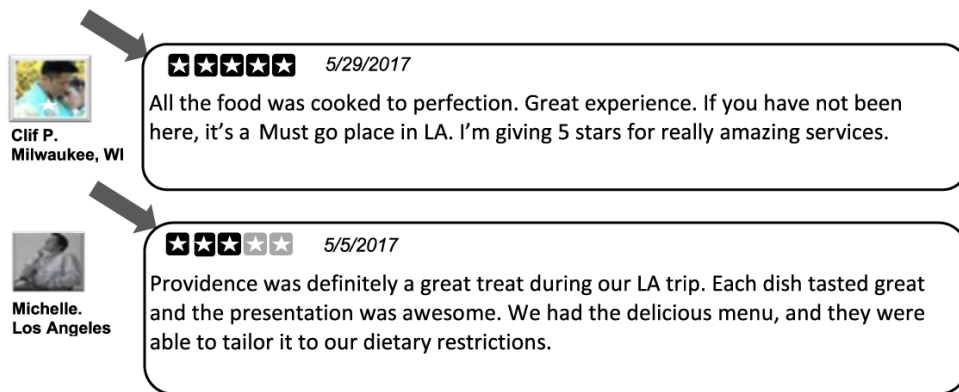 5/29/2017
All the food was cooked to perfection. Great experience. If you have not been
here, it's a Must go place in LA. I'm giving 5 stars for really amazing services.
Clif P.
Milwaukee, WI
5/5/2017
Providence was definitely a great treat during our LA trip. Each dish tasted great
and the presentation was awesome. We had the delicious menu, and they were
able to tailor it to our dietary restrictions.
Michelle.
Los Angeles